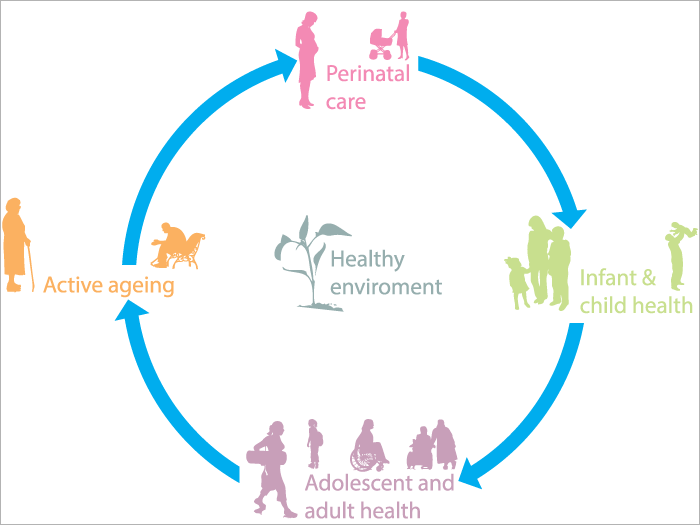 Perinatal
care
Healthy
enviroment
Infant &
child health
Active ageing
Adolescent and
adult health